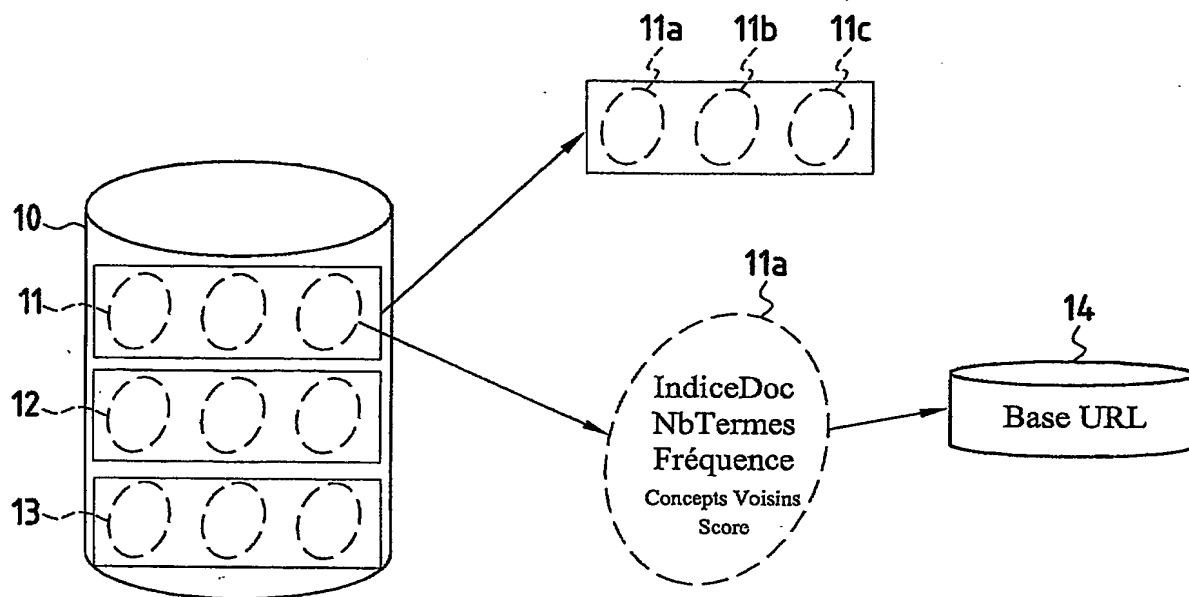 11a 11b 11c
10
11
12
13
11a
IndiceDoc
NbTermes
Fréquence
Concepts Voisins
Score
14
Base URL